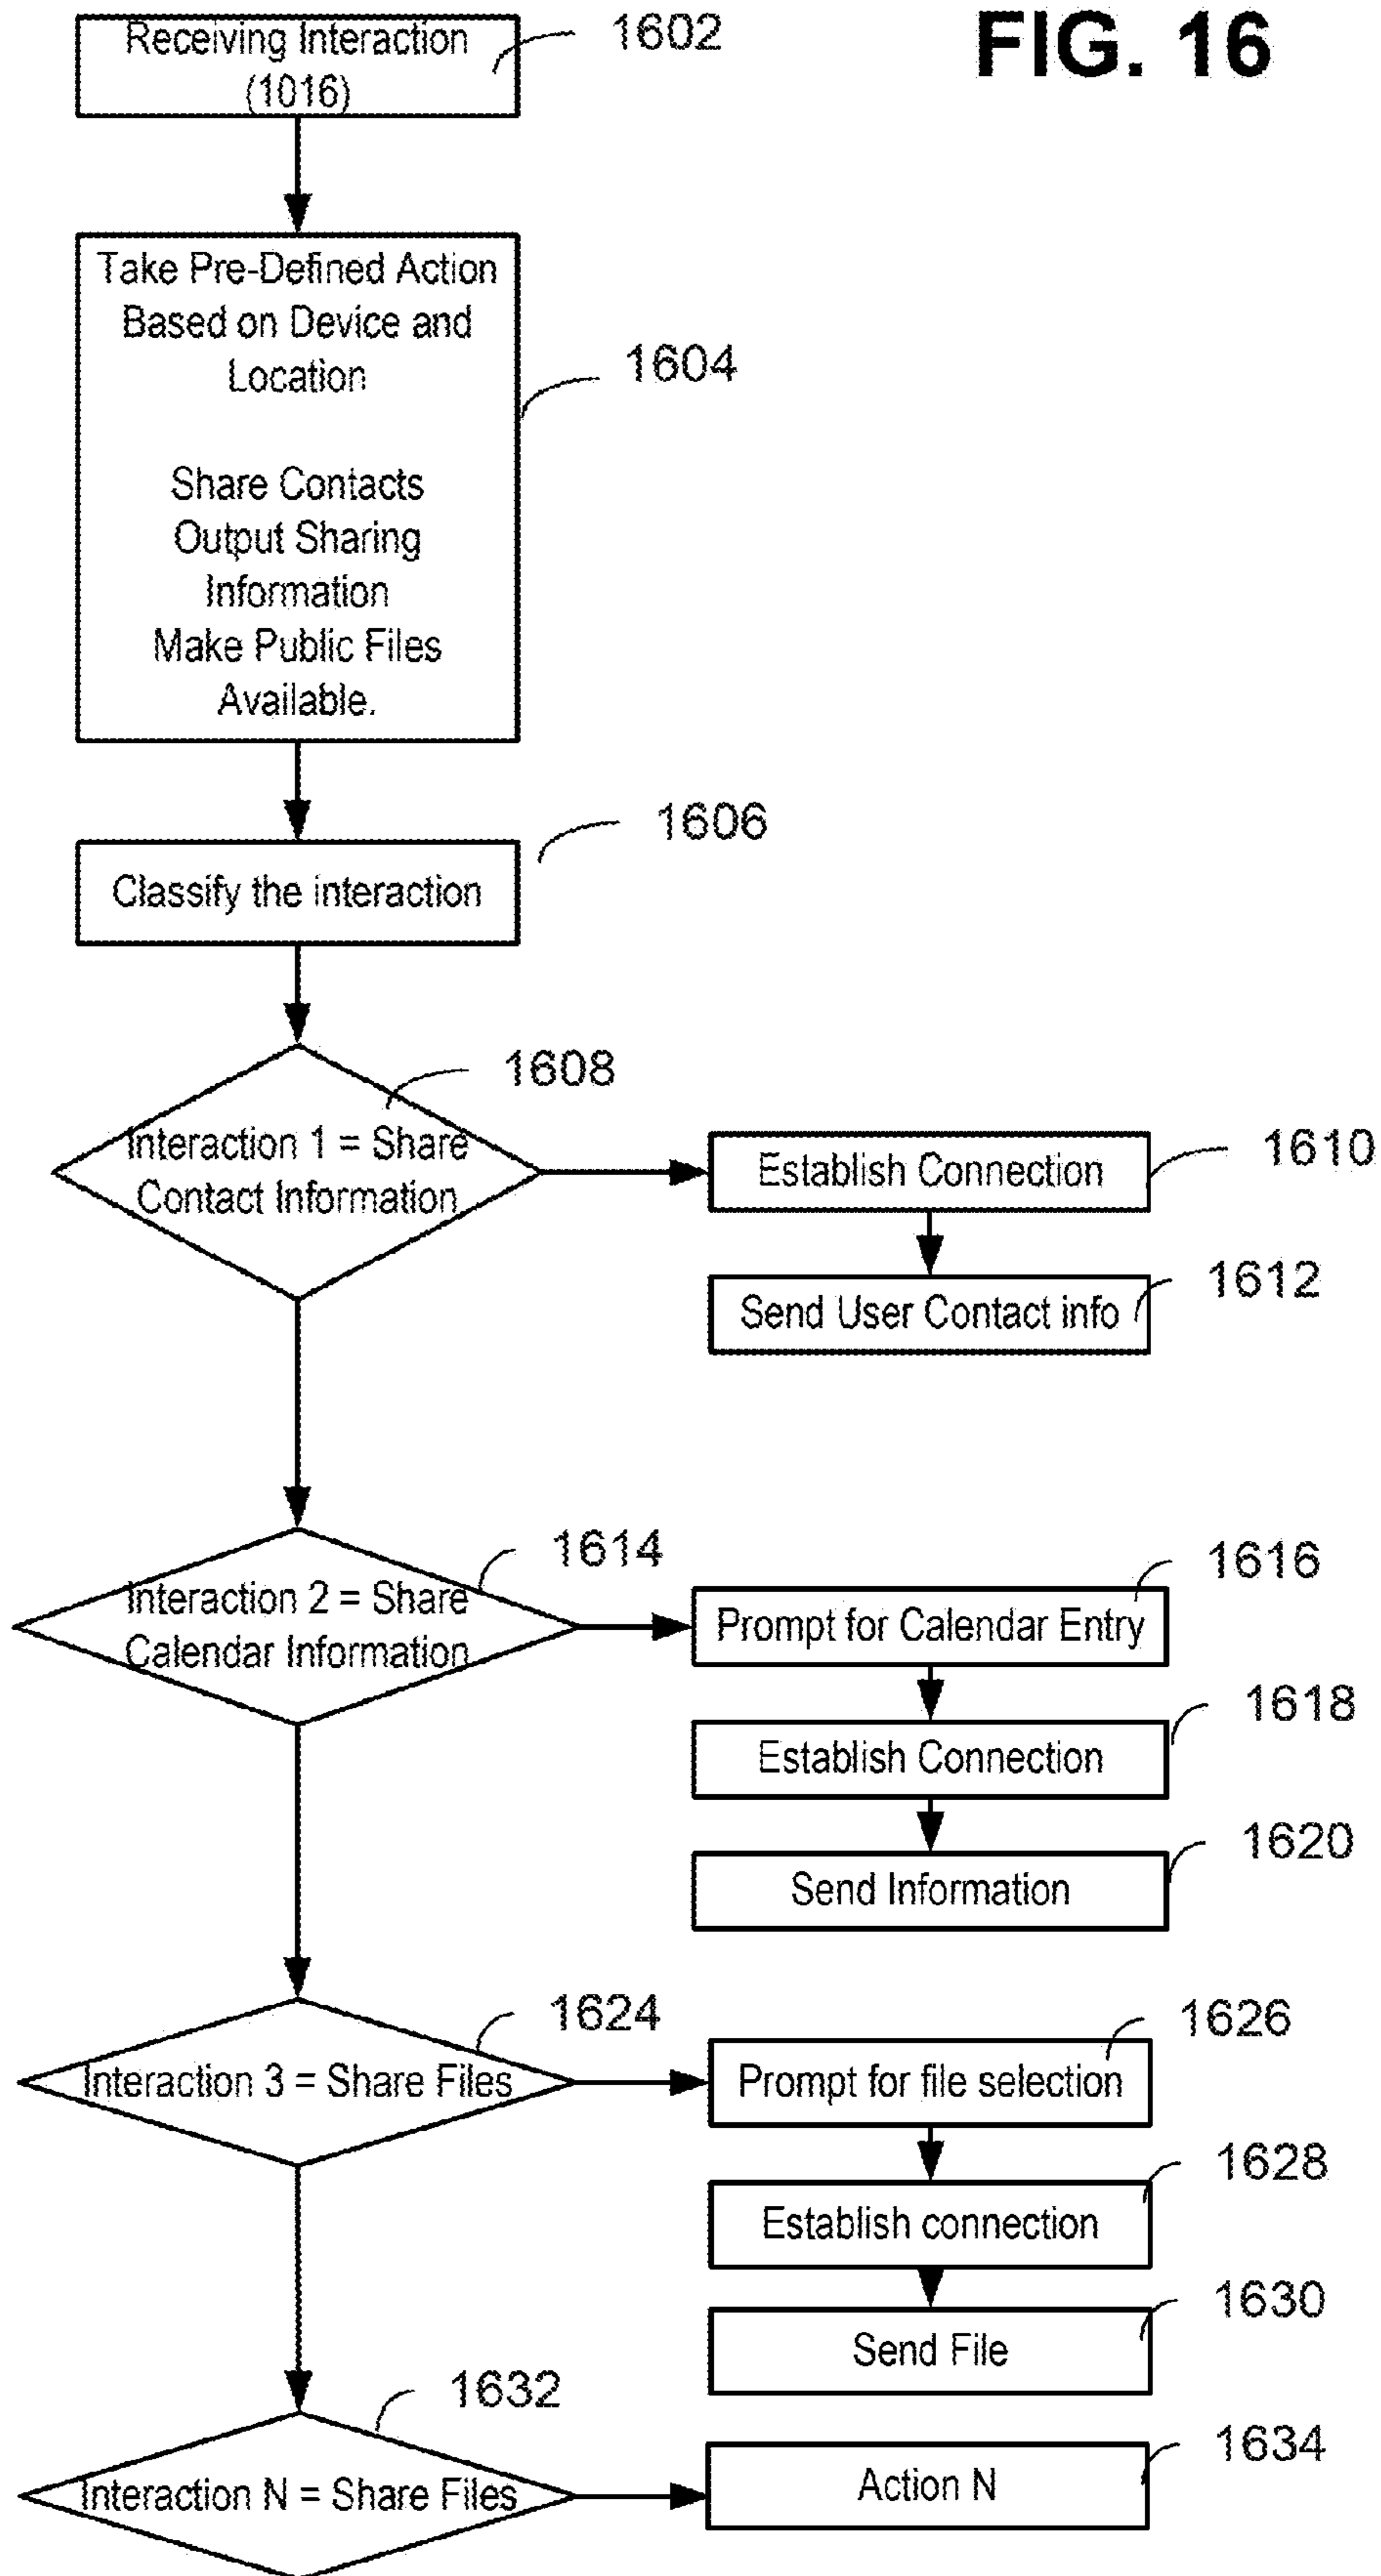 FIG. 16
Receiving Interaction
(1016)
1602
Take Pre-Defined Action
Based on Device and
Location
Share Contacts
Output Sharing
Information
Make Public Files
Available.
1604
Classify the interaction
1606
Interaction 1 = Share
Contact Information
1608
Establish Connection
1610
Send User Contact info
1612
Interaction 2 = Share
Calendar Information
1614
Prompt for Calendar Entry
1616
Establish Connection
1618
Send Information
1620
Interaction 3 = Share Files
1624
Prompt for file selection
1626
Establish connection
1628
Send File
1630
Interaction N = Share Files
1632
Action N
1634